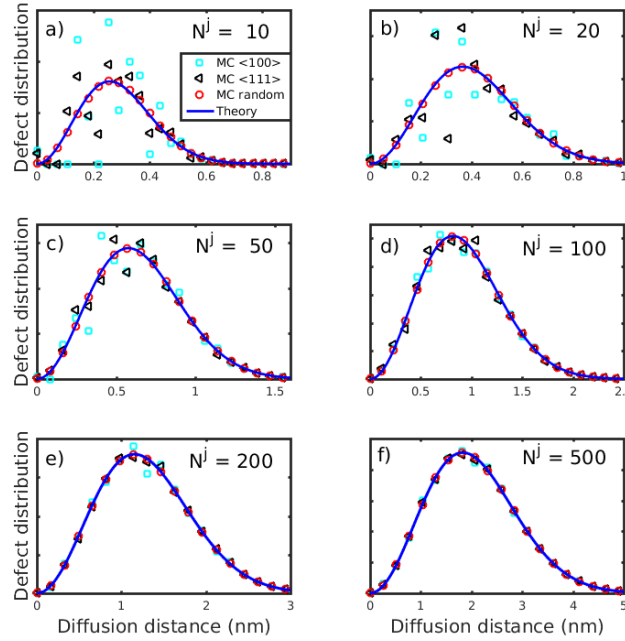 a) N^j = 10
MC <100>
MC <111>
MC random
Theory
Defect distribution
0 0.2 0.4 0.6 0.8
b) N^j = 20
0 0.2 0.4 0.6 0.8 1
c) N^j = 50
Defect distribution
0 0.5 1 1.5
d) N^j = 100
0 0.5 1 1.5 2 2.5
e) N^j = 200
Defect distribution
0 1 2 3
Diffusion distance (nm)
f) N^j = 500
0 1 2 3 4 5
Diffusion distance (nm)